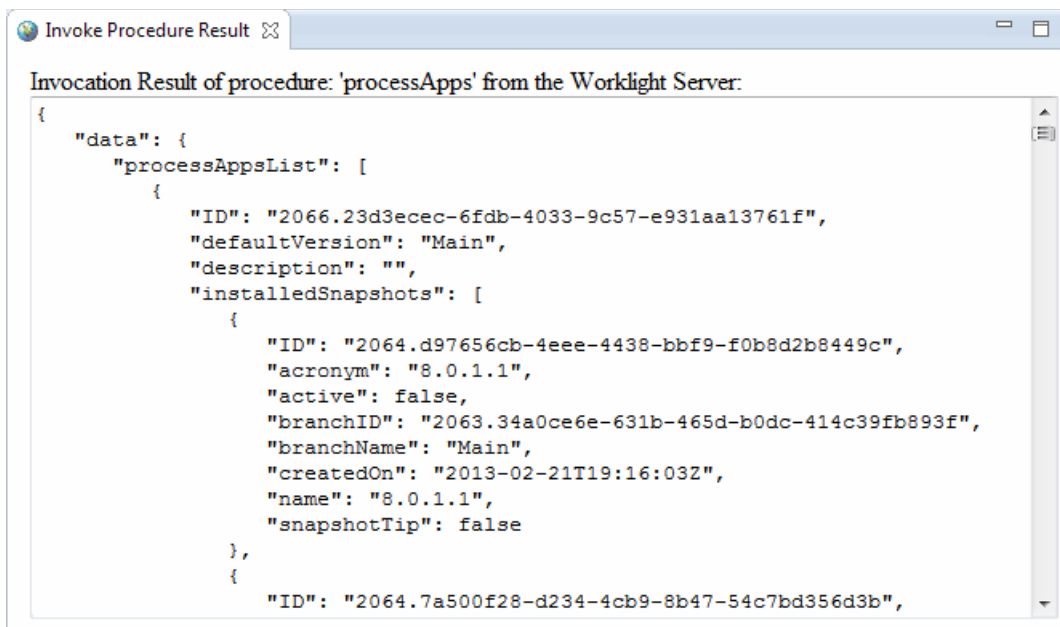 Invoke Procedure Result
Invocation Result of procedure: 'processApps' from the Worklight Server:
{
   "data": {
      "processAppsList": [
         {
            "ID": "2066.23d3ecec-6fdb-4033-9c57-e931aa13761f",
            "defaultVersion": "Main",
            "description": "",
            "installedSnapshots": [
               {
                  "ID": "2064.d97656cb-4eee-4438-bbf9-f0b8d2b8449c",
                  "acronym": "8.0.1.1",
                  "active": false,
                  "branchID": "2063.34a0ce6e-631b-465d-b0dc-414c39fb893f",
                  "branchName": "Main",
                  "createdOn": "2013-02-21T19:16:03Z",
                  "name": "8.0.1.1",
                  "snapshotTip": false
               },
               {
                  "ID": "2064.7a500f28-d234-4cb9-8b47-54c7bd356d3b",